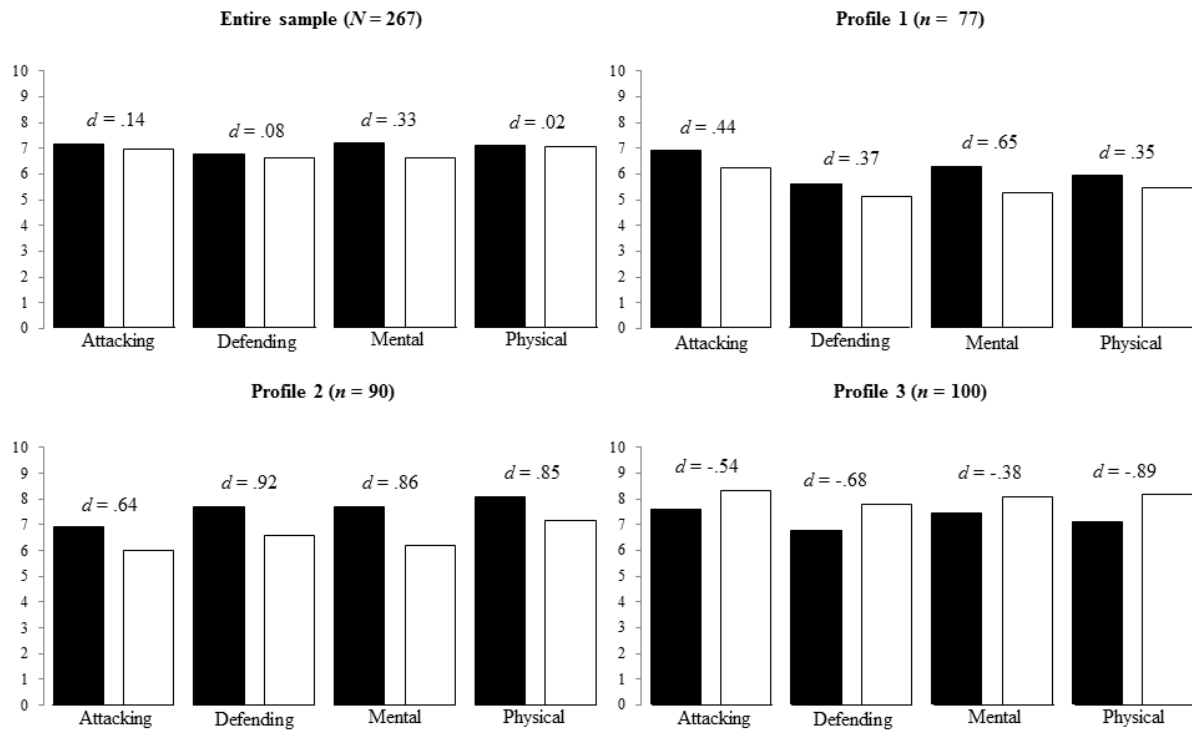 Entire sample (N = 267)
10
9
8
7
6
5
4
3
2
1
0
d = .14
d = .08
d = .33
d = .02
Attacking
Defending
Mental
Physical
Profile 1 (n = 77)
10
9
8
7
6
5
4
3
2
1
0
d = .44
d = .37
d = .65
d = .35
Attacking
Defending
Mental
Physical
Profile 2 (n = 90)
10
9
8
7
6
5
4
3
2
1
0
d = .64
d = .92
d = .86
d = .85
Attacking
Defending
Mental
Physical
Profile 3 (n = 100)
10
9
8
7
6
5
4
3
2
1
0
d = -.54
d = -.68
d = -.38
d = -.89
Attacking
Defending
Mental
Physical